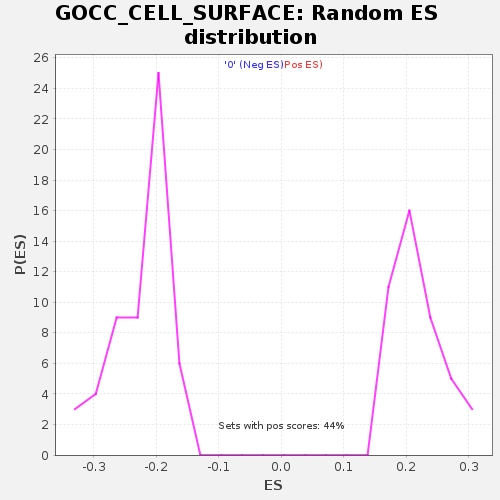 GOCC_CELL_SURFACE: Random ES
distribution
'0' (Neg ES)Pos ES)
P(ES)
26
24
22
20
18
16
14
12
10
8
6
4
2
0
Sets with pos scores: 44%
-0.3 -0.2 -0.1 0.0 0.1 0.2 0.3
ES